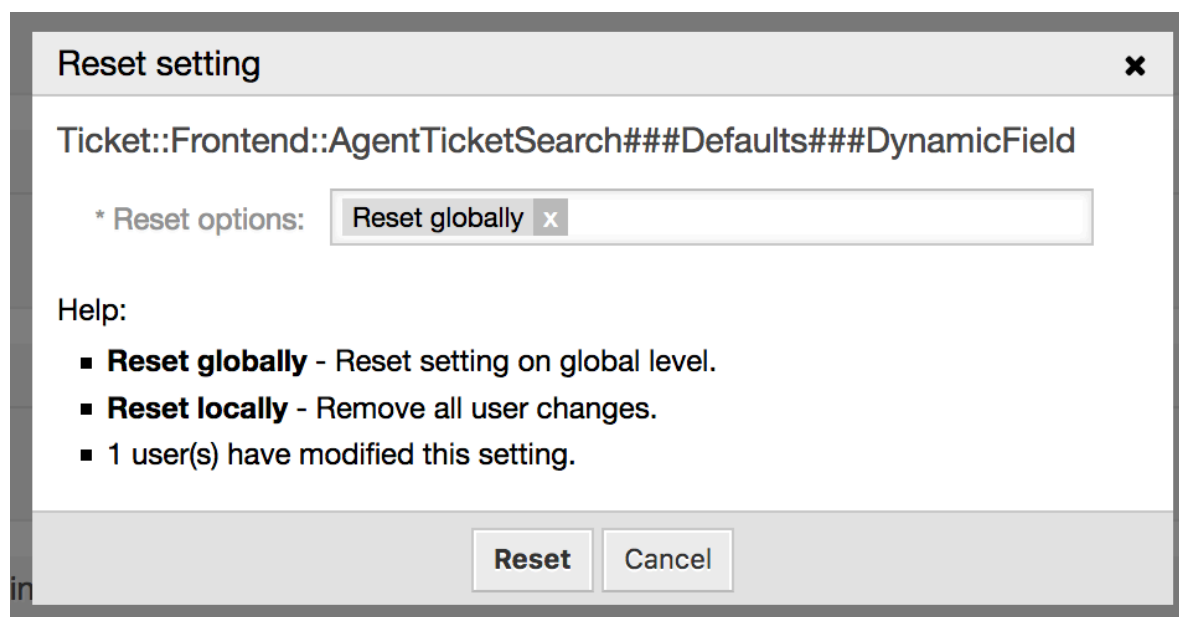 Reset setting ✖
Ticket::Frontend::AgentTicketSearch###Defaults###DynamicField
* Reset options: Reset globally x
Help:
▪ Reset globally - Reset setting on global level.
▪ Reset locally - Remove all user changes.
▪ 1 user(s) have modified this setting.
Reset Cancel
in